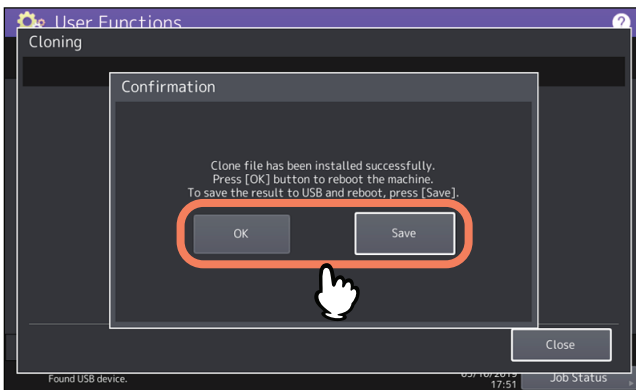 User Functions
?
Cloning
Confirmation
Clone file has been installed successfully.
Press [OK] button to reboot the machine.
To save the result to USB and reboot, press [Save].
OK
Save
Close
Found USB device.
17:51
Job Status